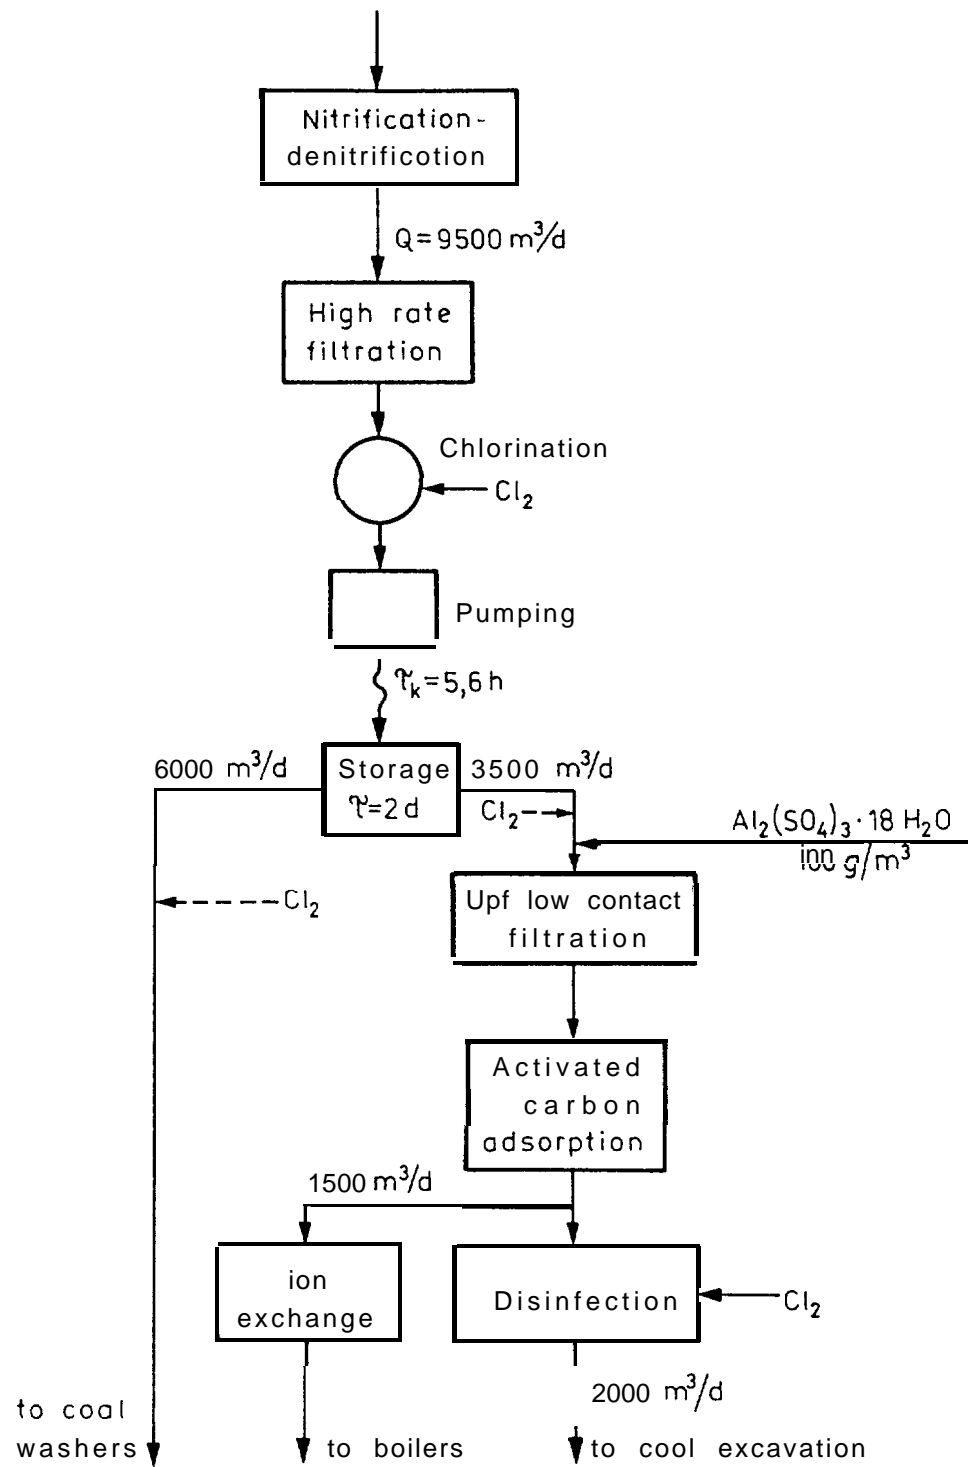 Nitrification-
denitrificotion
Q=9500 m³/d
High rate
filtration
Chlorination
Cl₂
Pumping
τₖ=5,6 h
6000 m³/d
Storage
τ=2 d
3500 m³/d
Cl₂
Al₂(SO₄)₃·18 H₂O
g/m³
Cl₂
Upf low contact
filtration
Activated
carbon
adsorption
1500 m³/d
ion
exchange
Disinfection
Cl₂
2000 m³/d
to coal
washers
to boilers
to cool excavation